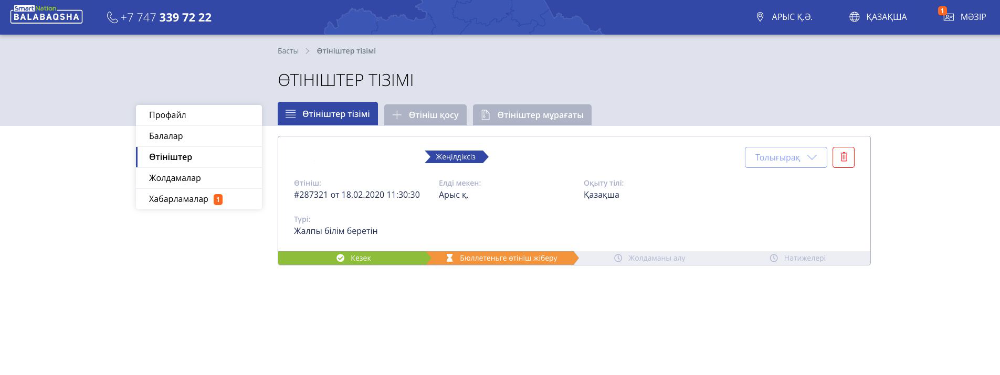 SmartNation
BALABAQSHA
+7 747 339 72 22
АРЫС Қ.Ә.
ҚАЗАҚША
1
МӘЗІР
Басты
Өтініштер тізімі
ӨТІНІШТЕР ТІЗІМІ
Өтініштер тізімі
Өтініш қосу
Өтініштер мұрағаты
Профайл
Балалар
Өтініштер
Жолдамалар
Хабарламалар 1
Жеңілдіксіз
Толығырақ
Өтініш:
#287321 от 18.02.2020 11:30:30
Елді мекен:
Арыс қ.
Оқыту тілі:
Қазақша
Түрі:
Жалпы білім беретін
Кезек
Бюллетеньге өтініш жіберу
Жолдаманы алу
Нәтижелері